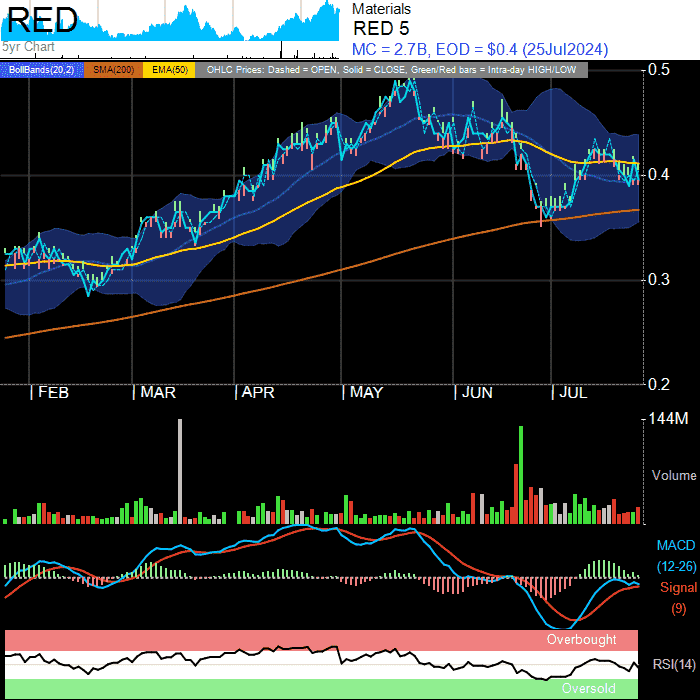 RED
Materials
RED 5
5yr Chart
MC = 2.7B, EOD = $0.4 (25Jul2024)
BollBands(20,2) SMA(200) EMA(50) OHLC Prices: Dashed = OPEN, Solid = CLOSE, Green/Red bars = Intra-day HIGH/LOW
0.5
0.4
0.3
0.2
| FEB | MAR | APR | MAY | JUN | JUL
144M
Volume
MACD
(12-26)
Signal
(9)
Overbought
RSI(14)
Oversold